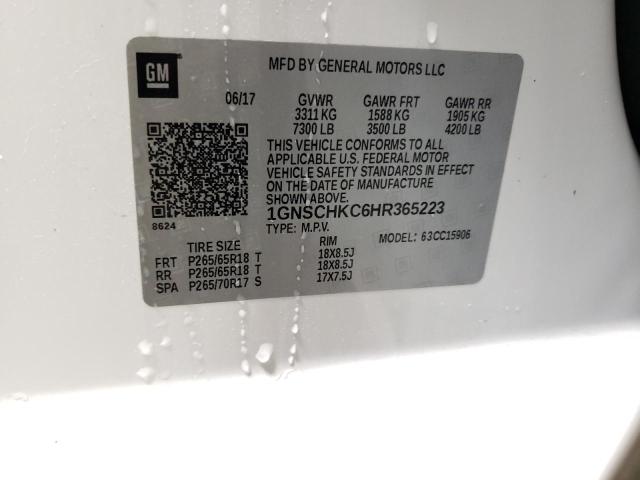 GM
MFD BY GENERAL MOTORS LLC
06/17 GVWR GAWR FRT GAWR RR
3311 KG 1588 KG 1905 KG
7300 LB 3500 LB 4200 LB
THIS VEHICLE CONFORMS TO ALL
APPLICABLE U.S. FEDERAL MOTOR
VEHICLE SAFETY STANDARDS IN EFFECT
ON THE DATE OF MANUFACTURE
SHOWN ABOVE.
1GNSCHKC6HR365223
8624
TYPE: M.P.V. MODEL: 63CC15906
TIRE SIZE RIM
FRT P265/65R18 T 18X8.5J
RR P265/65R18 T 18X8.5J
SPA P265/70R17 S 17X7.5J